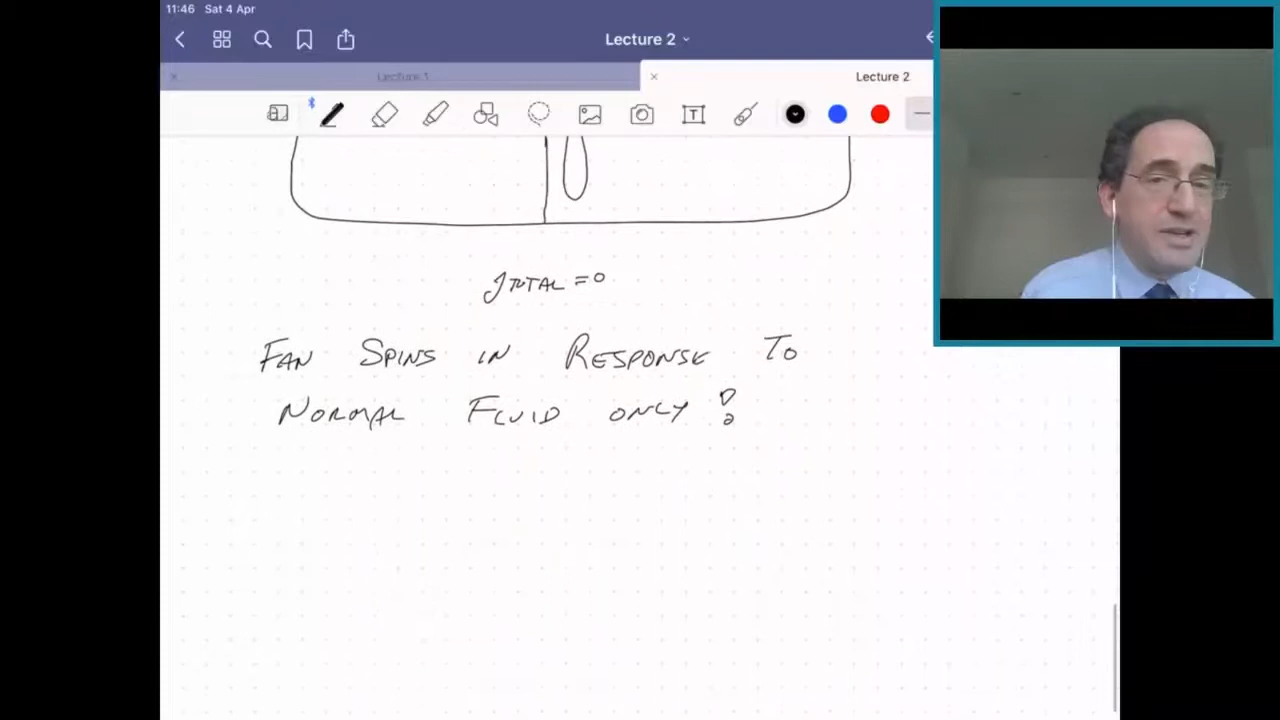 11:46 Sat 4 Apr
Lecture 2
Lecture 1
Lecture 2
T
J TOTAL = 0
FAN SPINS IN RESPONSE TO
NORMAL FLUID ONLY!